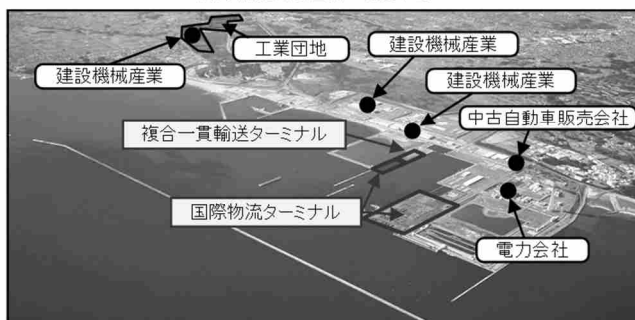 工業団地
建設機械産業
建設機械産業
建設機械産業
中古自動車販売会社
複合一貫輸送ターミナル
国際物流ターミナル
電力会社